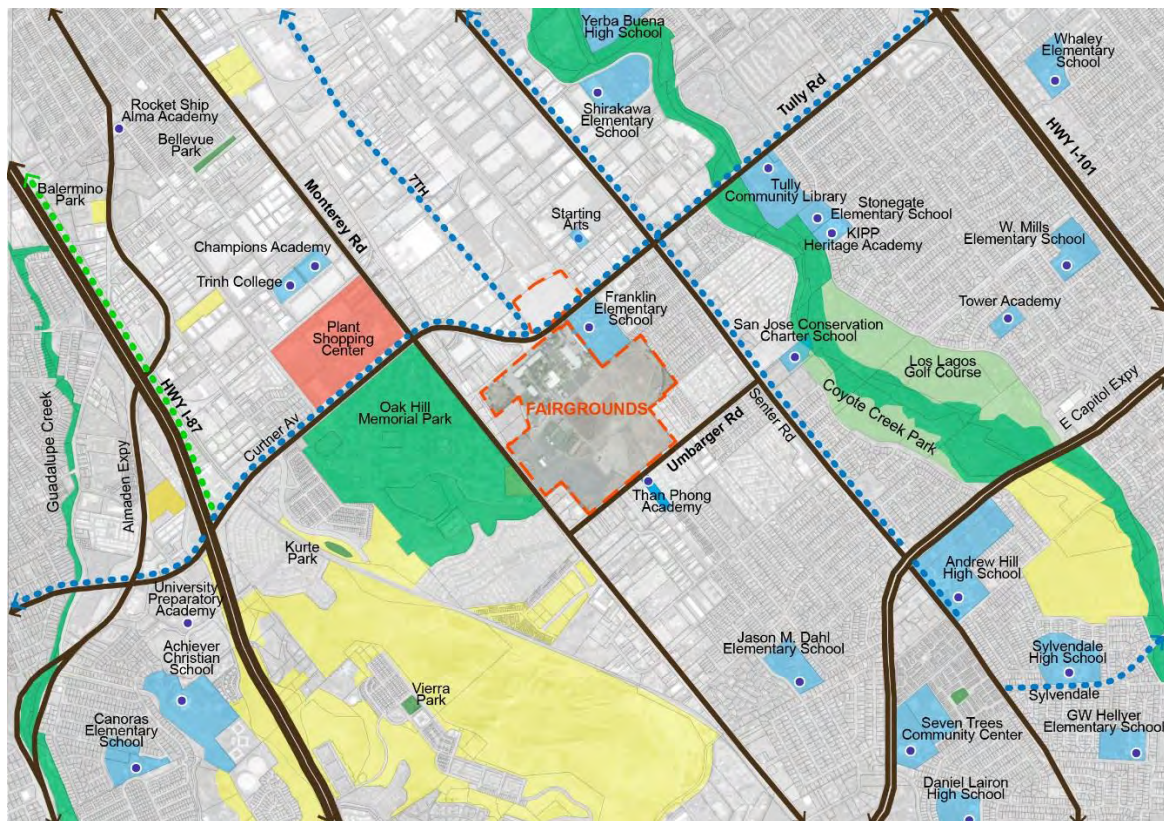 Yerba Buena
High School
Whaley
Elementary
School
Rocket Ship
Alma Academy
Bellevue
Park
Shirakawa
Elementary
School
Tully Rd
HWY I-101
Balermino
Park
7TH
Monterey Rd
Tully
Community Library
Stonegate
Elementary School
KIPP
Heritage Academy
Starting
Arts
W. Mills
Elementary School
Champions Academy
Trinh College
Franklin
Elementary
School
Tower Academy
Plant
Shopping
Center
San Jose Conservation
Charter School
Los Lagos
Golf Course
HWY I-87
Guadalupe Creek
Almaden Expy
Curtner Av
Oak Hill
Memorial Park
FAIRGROUNDS
Umbarger Rd
Senter Rd
Coyote Creek Park
E Capitol Expy
Than Phong
Academy
Kurte
Park
Andrew Hill
High School
University
Preparatory
Academy
Achiever
Christian
School
Jason M. Dahl
Elementary School
Sylvendale
High School
Sylvendale
Vierra
Park
Canoras
Elementary
School
Seven Trees
Community Center
GW Hellyer
Elementary School
Daniel Lairon
High School